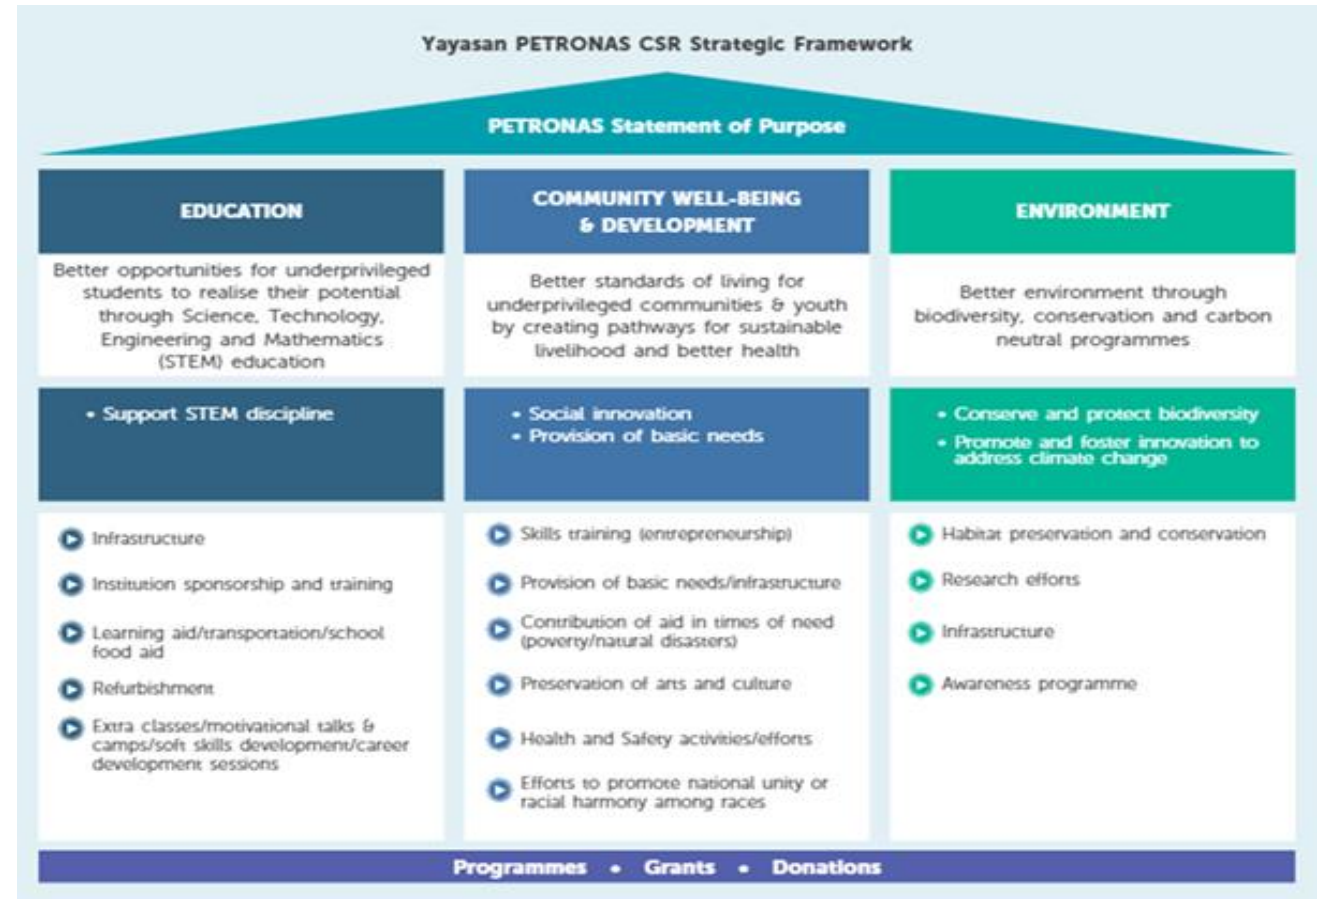 Yayasan PETRONAS CSR Strategic Framework
PETRONAS Statement of Purpose
EDUCATION
Better opportunities for underprivileged
students to realise their potential
through Science, Technology,
Engineering and Mathematics
(STEM) education
• Support STEM discipline
Infrastructure
Institution sponsorship and training
Learning aid/transportation/school
food aid
Refurbishment
Extra classes/motivational talks &
camps/soft skills development/career
development sessions
COMMUNITY WELL-BEING
& DEVELOPMENT
Better standards of living for
underprivileged communities & youth
by creating pathways for sustainable
livelihood and better health
• Social innovation
• Provision of basic needs
Skills training (entrepreneurship)
Provision of basic needs/infrastructure
Contribution of aid in times of need
(poverty/natural disasters)
Preservation of arts and culture
Health and Safety activities/efforts
Efforts to promote national unity or
racial harmony among races
ENVIRONMENT
Better environment through
biodiversity, conservation and carbon
neutral programmes
• Conserve and protect biodiversity
• Promote and foster innovation to
address climate change
Habitat preservation and conservation
Research efforts
Infrastructure
Awareness programme
Programmes • Grants • Donations